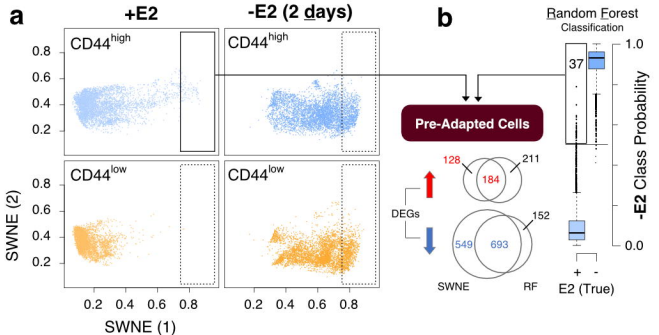 a
+E2
-E2 (2 days)
CD44high
CD44high
CD44low
CD44low
0.8
0.6
0.4
0.2
0.8
0.6
0.4
0.2
SWNE (2)
0.2 0.4 0.6 0.8
0.2 0.4 0.6 0.8
SWNE (1)
b
Random Forest
Classification
37
1.0
0.0
-E2 Class Probability
+ -
E2 (True)
Pre-Adapted Cells
128
184
211
DEGs
549
693
152
SWNE
RF